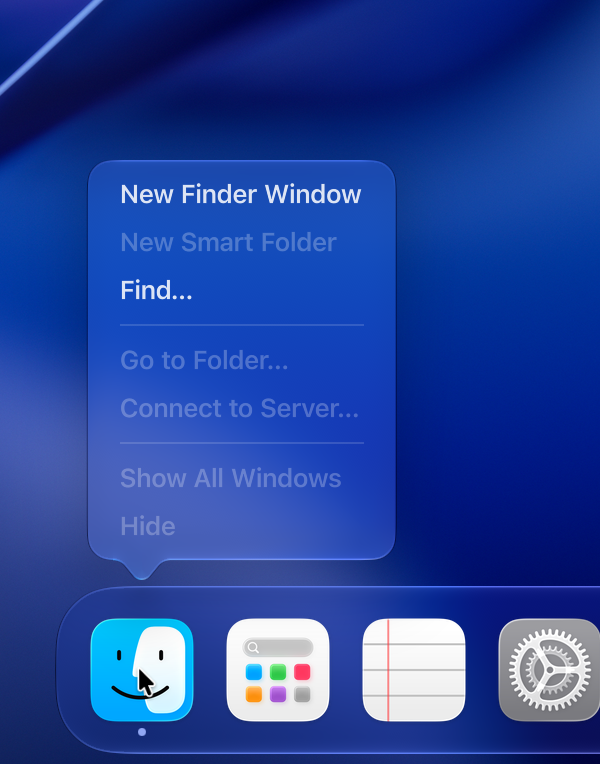 New Finder Window
New Smart Folder
Find...
Go to Folder...
Connect to Server...
Show All Windows
Hide